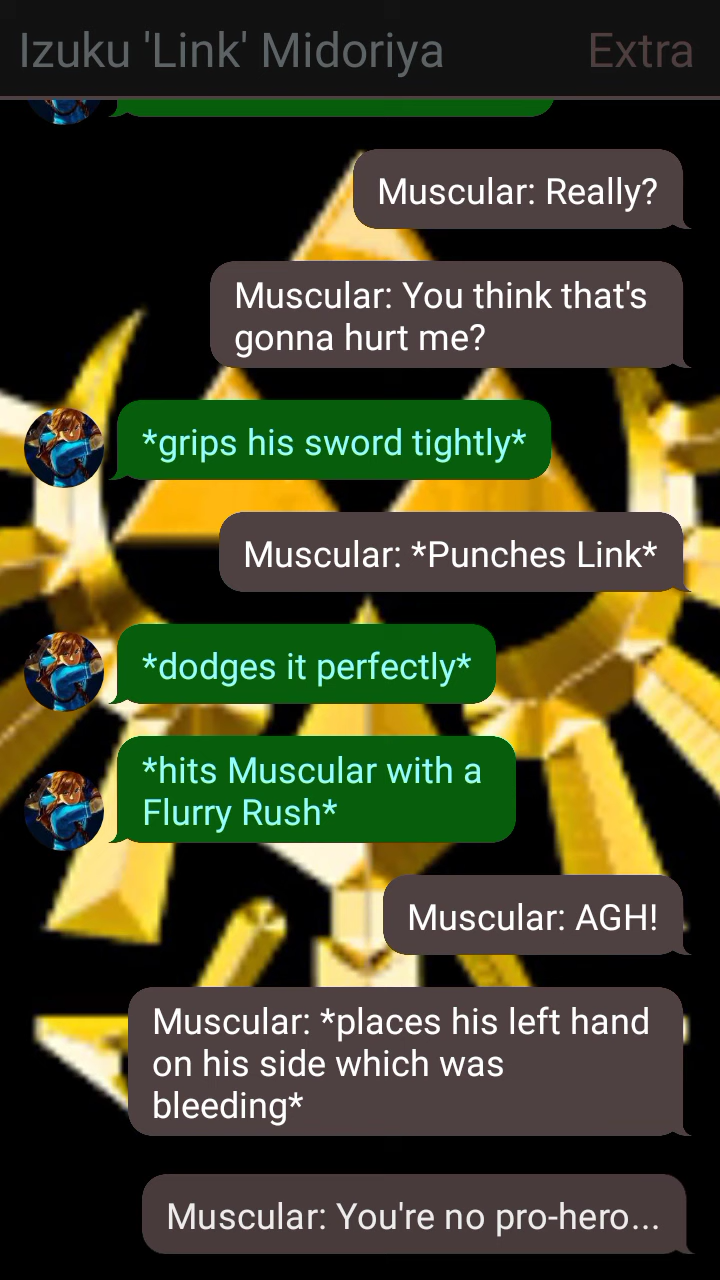 Izuku 'Link' Midoriya
Extra
Muscular: Really?
Muscular: You think that's
gonna hurt me?
*grips his sword tightly*
Muscular: *Punches Link*
*dodges it perfectly*
*hits Muscular with a
Flurry Rush*
Muscular: AGH!
Muscular: *places his left hand
on his side which was
bleeding*
Muscular: You're no pro-hero...